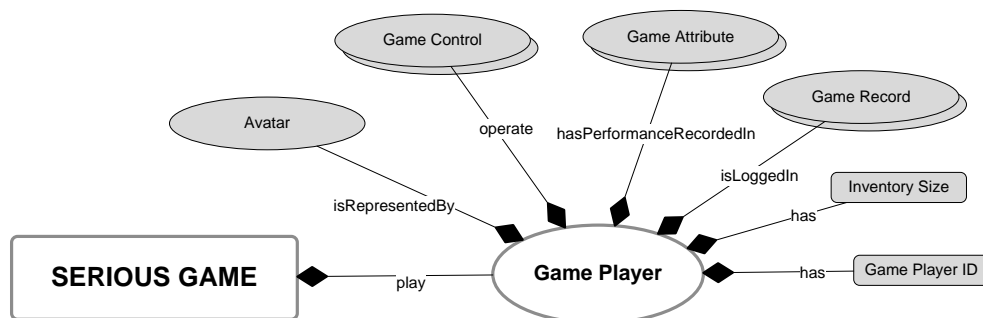 Game Control
Game Attribute
Game Record
Avatar
operate
hasPerformanceRecordedIn
isLoggedIn
Inventory Size
isRepresentedBy
has
SERIOUS GAME
play
Game Player
has
Game Player ID